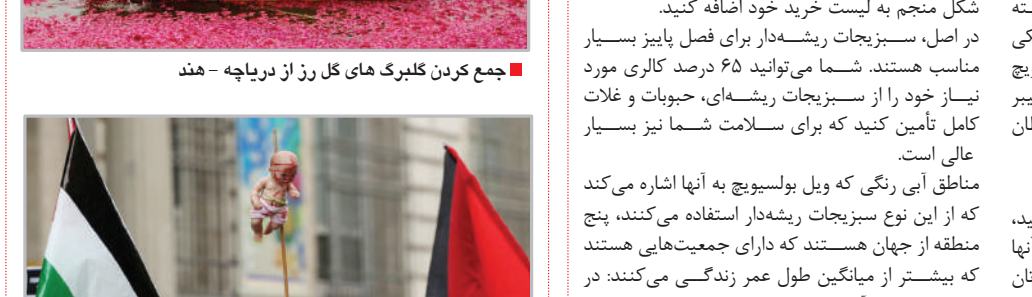 شکل منجم به لیست خرید خود اضافه کنید.
در اصل، سبزیجات ریشه‌دار برای فصل پاییز بسیار
مناسب هستند. شما می‌توانید ۶۵ درصد کالری مورد
نیاز خود را از سبزیجات ریشه‌ای، حبوبات و غلات
کامل تأمین کنید که برای سلامت شما نیز بسیار
عالی است.
مناطق آبی رنگی که ویل بولسیویچ به آنها اشاره می‌کند
که از این نوع سبزیجات ریشه‌دار استفاده می‌کنند، پنج
منطقه از جهان هستند که دارای جمعیت‌هایی هستند
که بیشتر از میانگین طول عمر زندگی می‌کنند: در
جمع کردن گلبرگ های گل رز از دریاچه - هند